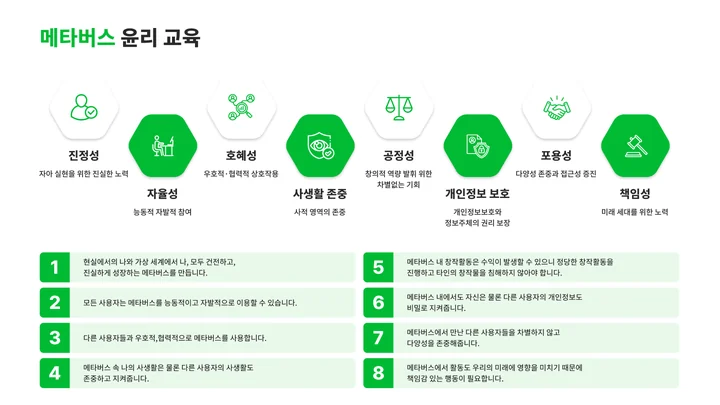 메타버스 윤리 교육
진정성
자아 실현을 위한 진실한 노력
자율성
능동적 자발적 참여
호혜성
우호적·협력적 상호작용
사생활 존중
사적 영역의 존중
공정성
창의적 역량 발휘 위한
차별없는 기회
개인정보 보호
개인정보보호와
정보주체의 권리 보장
포용성
다양성 존중과 접근성 증진
책임성
미래 세대를 위한 노력
1
현실에서의 나와 가상 세계에서 나, 모두 건전하고,
진실하게 성장하는 메타버스를 만듭니다.
2
모든 사용자는 메타버스를 능동적이고 자발적으로 이용할 수 있습니다.
3
다른 사용자들과 우호적,협력적으로 메타버스를 사용합니다.
4
메타버스 속 나의 사생활은 물론 다른 사용자의 사생활도
존중하고 지켜줍니다.
5
메타버스 내 창작활동은 수익이 발생할 수 있으니 정당한 창작활동을
진행하고 타인의 창작물을 침해하지 않아야 합니다.
6
메타버스 내에서도 자신은 물론 다른 사용자의 개인정보도
비밀로 지켜줍니다.
7
메타버스에서 만난 다른 사용자들을 차별하지 않고
다양성을 존중해줍니다.
8
메타버스에서 활동도 우리의 미래에 영향을 미치기 때문에
책임감 있는 행동이 필요합니다.